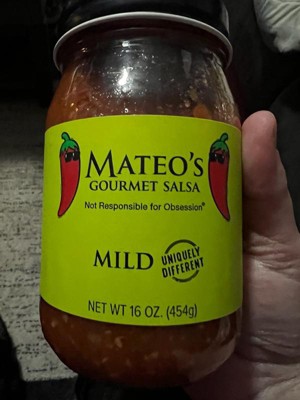 MATEO'S
GOURMET SALSA
Not Responsible for Obsession®
MILD
UNIQUELY
DIFFERENT
NET WT 16 OZ. (454g)